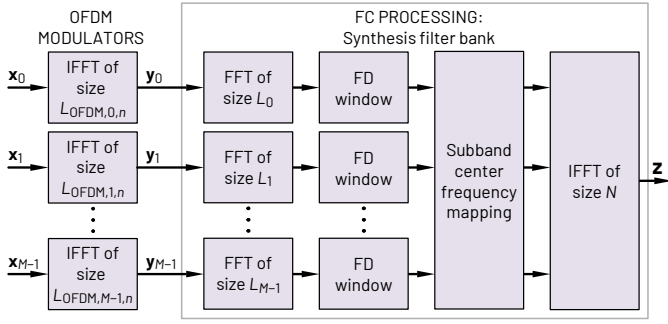 OFDM
MODULATORS
FC PROCESSING:
Synthesis filter bank
x0
IFFT of
size
LOFDM,0,n
y0
FFT of
size L0
FD
window
x1
IFFT of
size
LOFDM,1,n
y1
FFT of
size L1
FD
window
xM−1
IFFT of
size
LOFDM,M−1,n
yM−1
FFT of
size LM−1
FD
window
Subband
center
frequency
mapping
IFFT of
size N
z